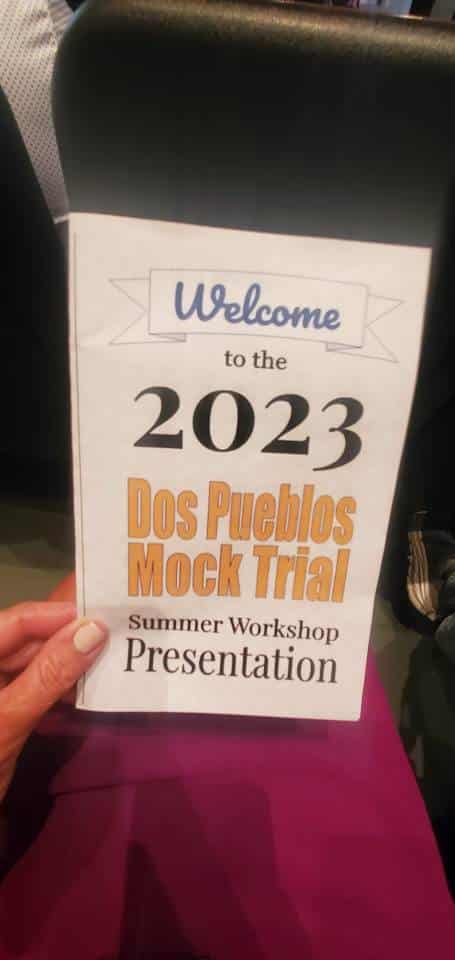 Welcome
to the
2023
Dos Pueblos
Mock Trial
Summer Workshop
Presentation